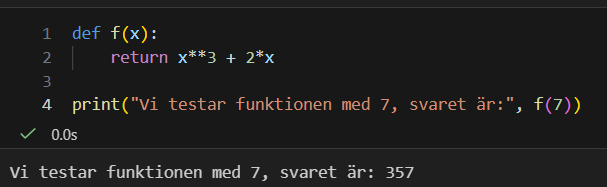 1 def f(x):
2     return x**3 + 2*x
3
4 print("Vi testar funktionen med 7, svaret är:", f(7))
0.0s
Vi testar funktionen med 7, svaret är: 357